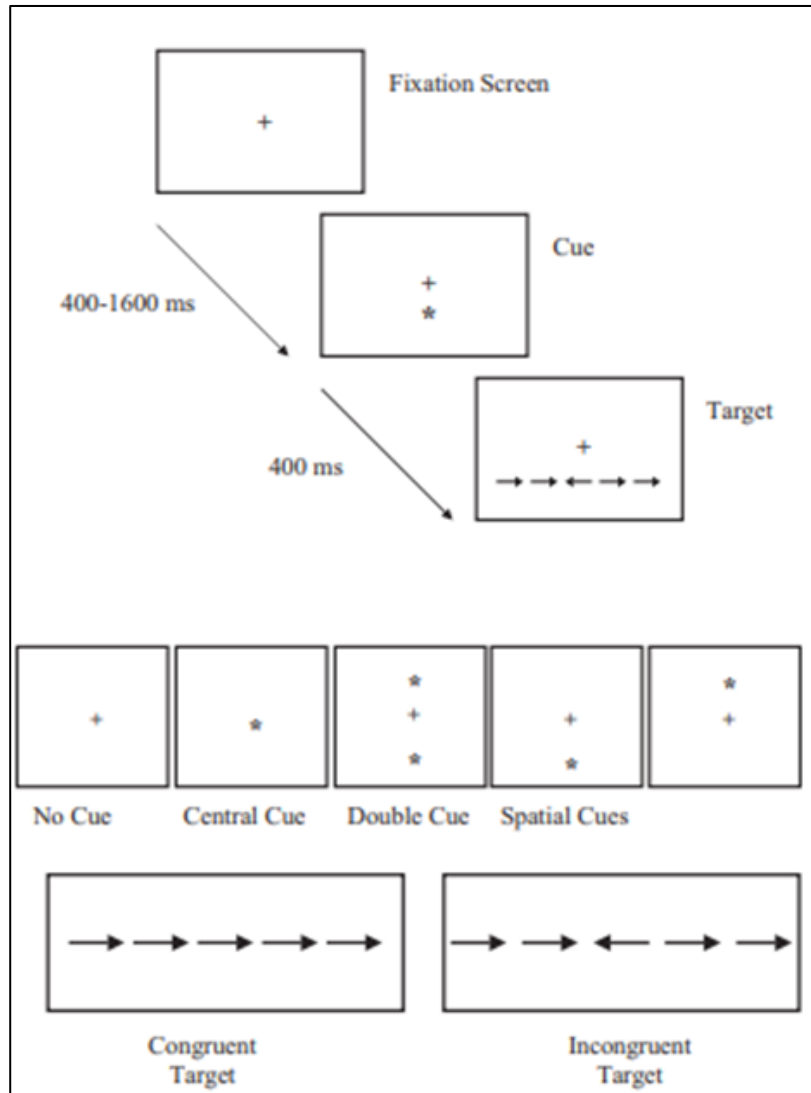 Fixation Screen
+
Cue
+
*
400-1600 ms
Target
+
400 ms
+
*
*
+
*
+
*
*
+
No Cue
Central Cue
Double Cue
Spatial Cues
Congruent
Target
Incongruent
Target